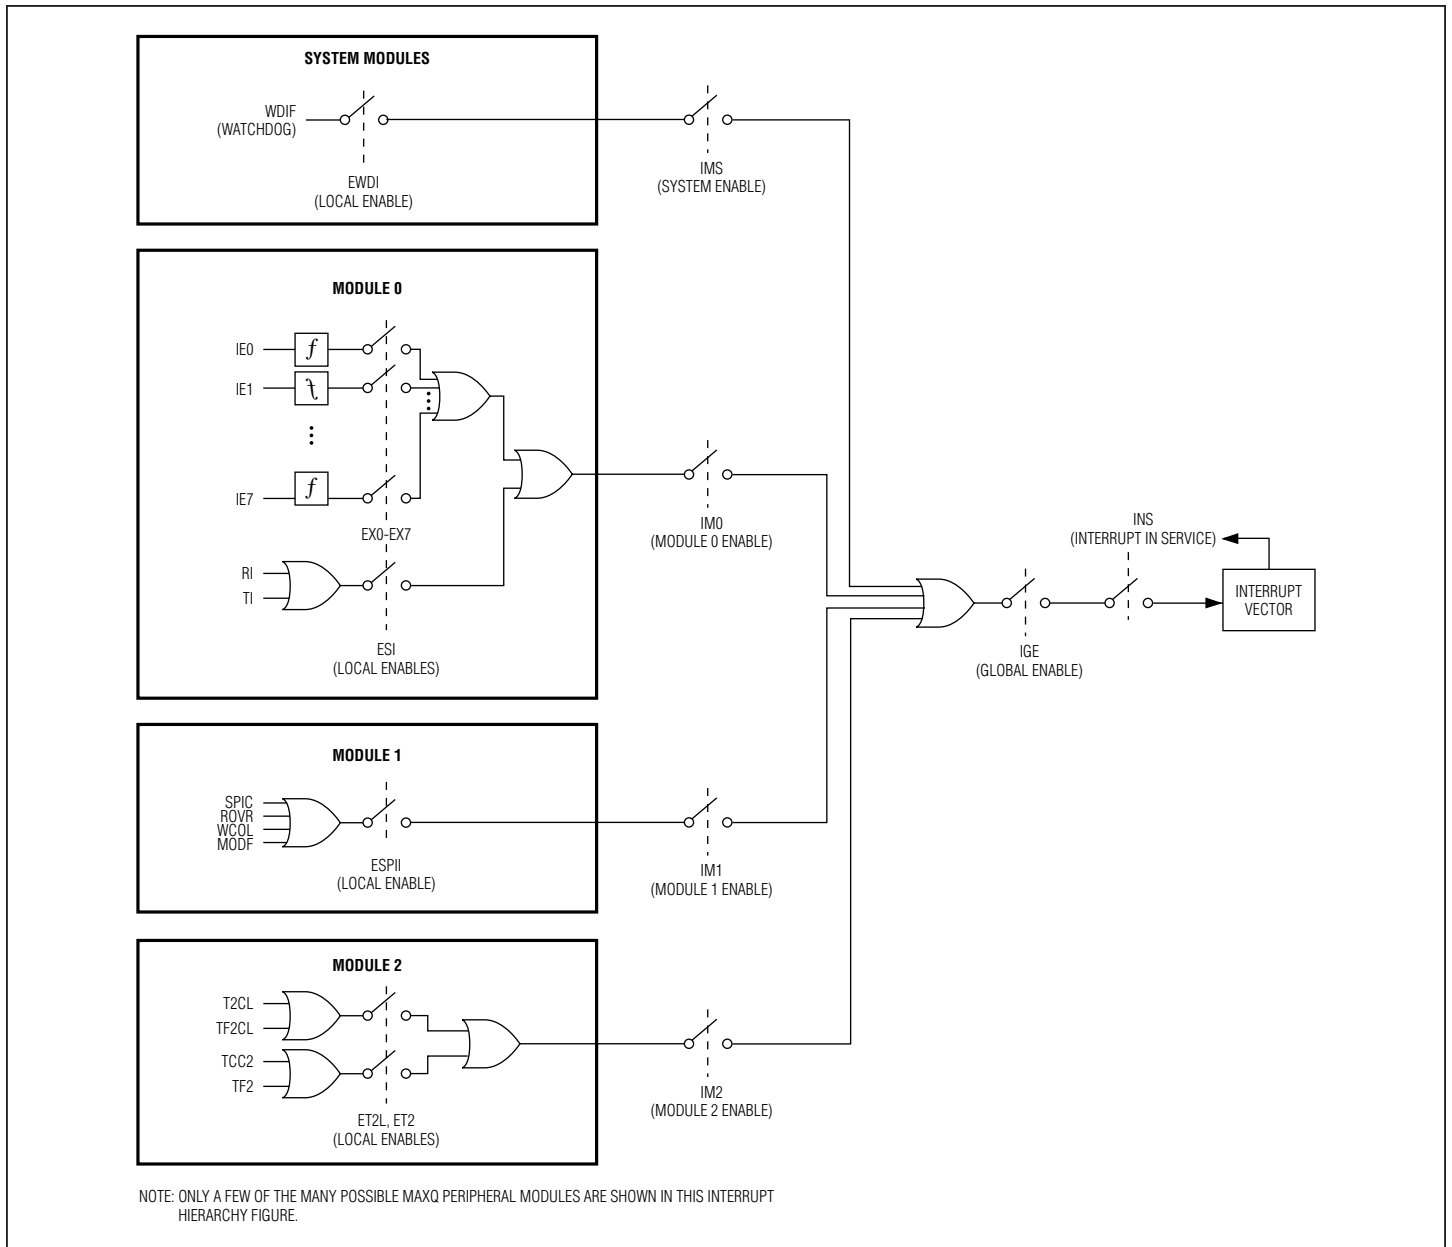 SYSTEM MODULES
WDIF
(WATCHDOG)
EWDI
(LOCAL ENABLE)
IMS
(SYSTEM ENABLE)
MODULE 0
IE0
f
IE1
IE7
f
EX0-EX7
RI
TI
ESI
(LOCAL ENABLES)
IM0
(MODULE 0 ENABLE)
INS
(INTERRUPT IN SERVICE)
INTERRUPT
VECTOR
IGE
(GLOBAL ENABLE)
MODULE 1
SPIC
ROVR
WCOL
MODF
ESPII
(LOCAL ENABLE)
IM1
(MODULE 1 ENABLE)
MODULE 2
T2CL
TF2CL
TCC2
TF2
ET2L, ET2
(LOCAL ENABLES)
IM2
(MODULE 2 ENABLE)
NOTE: ONLY A FEW OF THE MANY POSSIBLE MAXQ PERIPHERAL MODULES ARE SHOWN IN THIS INTERRUPT
HIERARCHY FIGURE.